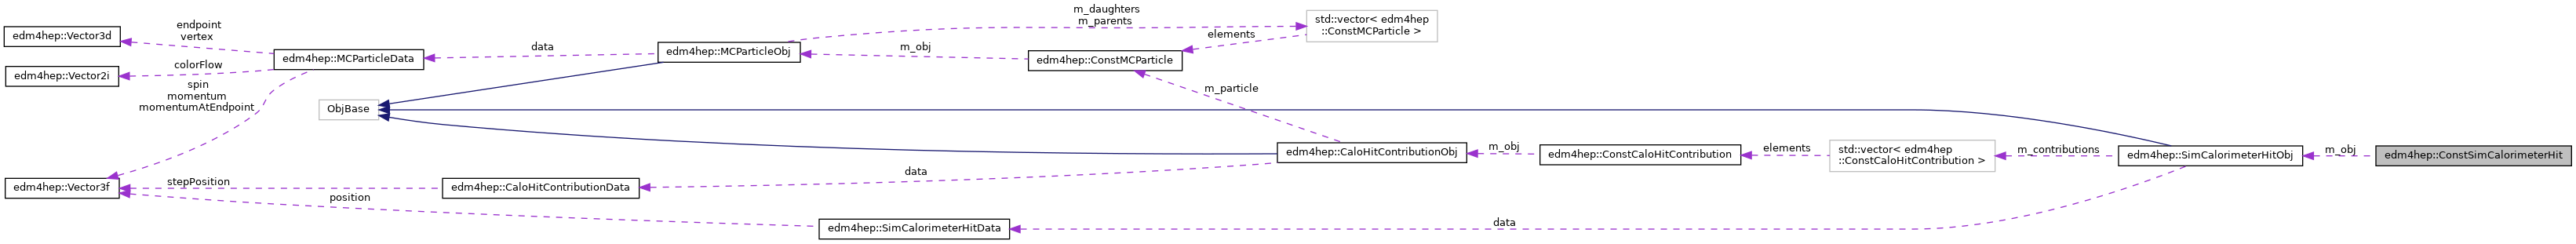 m_daughters
m_parents
std::vector< edm4hep
::ConstMCParticle >
endpoint
vertex
edm4hep::Vector3d
elements
data
m_obj
edm4hep::MCParticleObj
edm4hep::MCParticleData
edm4hep::ConstMCParticle
colorFlow
edm4hep::Vector2i
spin
momentum
momentumAtEndpoint
m_particle
ObjBase
m_obj
elements
std::vector< edm4hep
::ConstCaloHitContribution >
m_contributions
m_obj
edm4hep::CaloHitContributionObj
edm4hep::ConstCaloHitContribution
edm4hep::SimCalorimeterHitObj
edm4hep::ConstSimCalorimeterHit
data
stepPosition
edm4hep::Vector3f
edm4hep::CaloHitContributionData
position
data
edm4hep::SimCalorimeterHitData